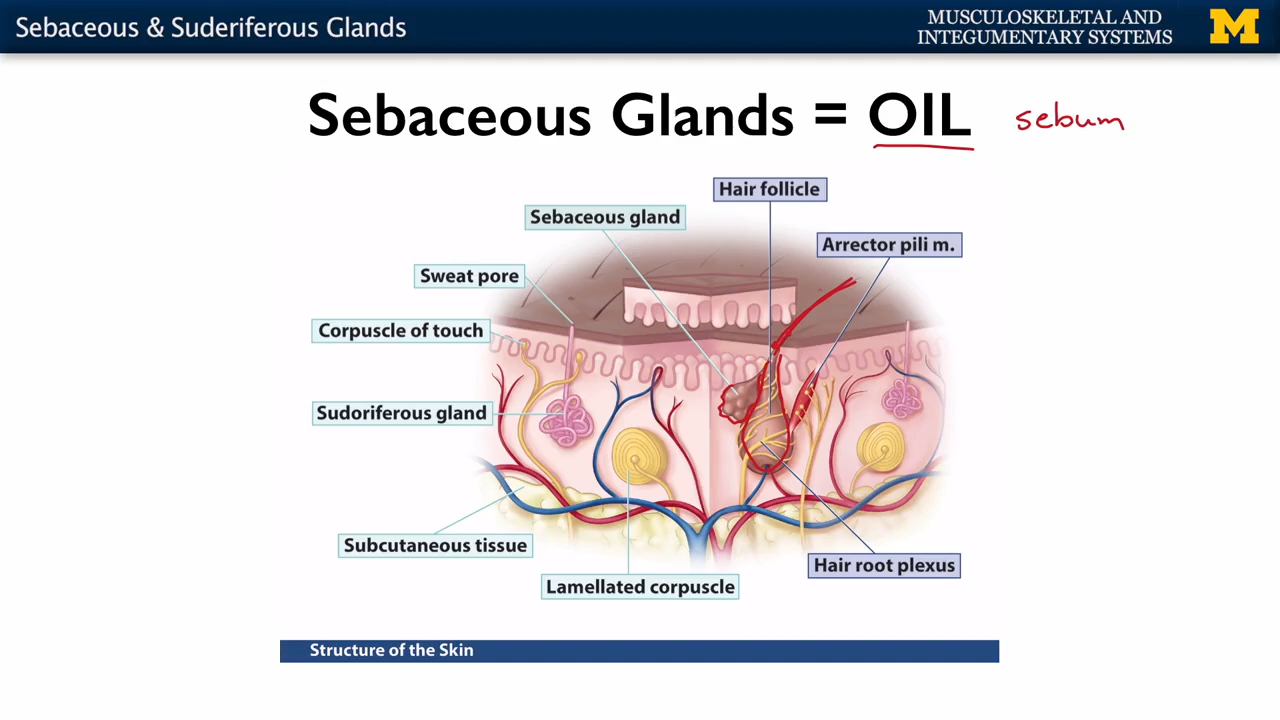 Sebaceous & Suderiferous Glands
MUSCULOSKELETAL AND
INTEGUMENTARY SYSTEMS
M
Sebaceous Glands = OIL
sebum
Hair follicle
Sebaceous gland
Arrector pili m.
Sweat pore
Corpuscle of touch
Sudoriferous gland
Subcutaneous tissue
Hair root plexus
Lamellated corpuscle
Structure of the Skin